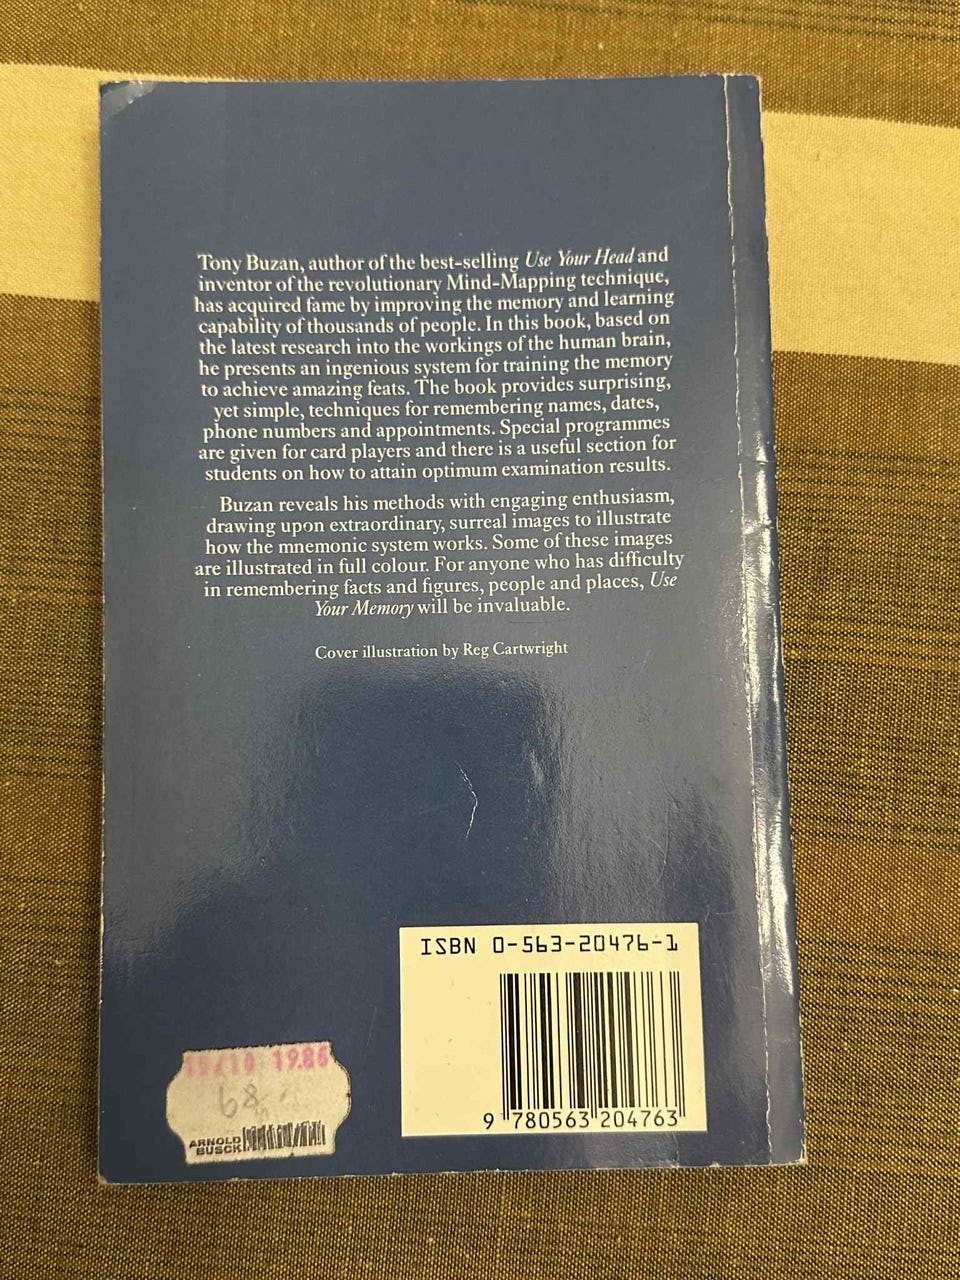 Tony Buzan, author of the best-selling Use Your Head and
inventor of the revolutionary Mind-Mapping technique,
has acquired fame by improving the memory and learning
capability of thousands of people. In this book, based on
the latest research into the workings of the human brain,
he presents an ingenious system for training the memory
to achieve amazing feats. The book provides surprising,
yet simple, techniques for remembering names, dates,
phone numbers and appointments. Special programmes
are given for card players and there is a useful section for
students on how to attain optimum examination results.
Buzan reveals his methods with engaging enthusiasm,
drawing upon extraordinary, surreal images to illustrate
how the mnemonic system works. Some of these images
are illustrated in full colour. For anyone who has difficulty
in remembering facts and figures, people and places, Use
Your Memory will be invaluable.
Cover illustration by Reg Cartwright
ISBN 0-563-20476-1
9 780563 204763
68
ARNOLD
BUSCK